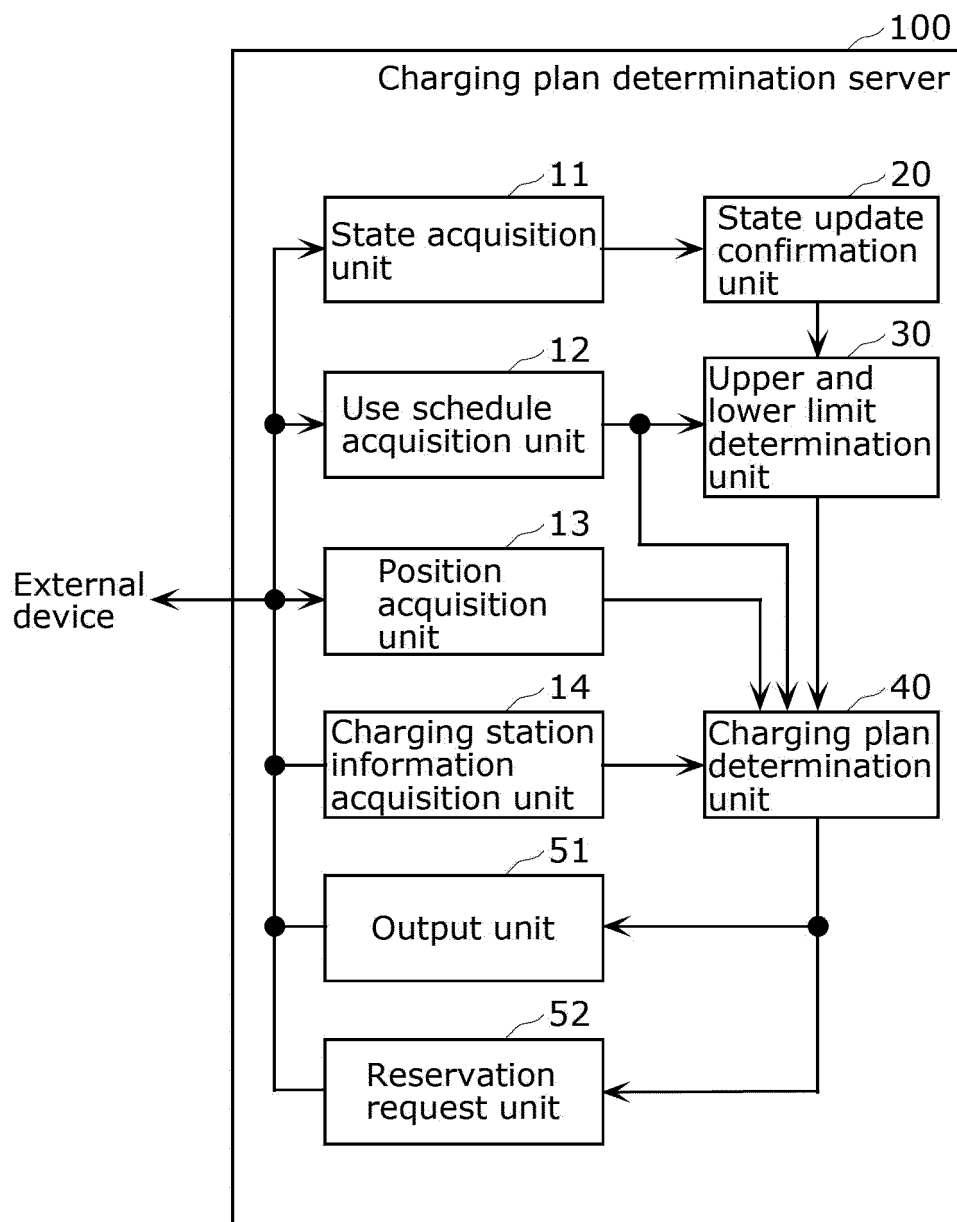 100
Charging plan determination server
11
State acquisition
unit
20
State update
confirmation
unit
12
Use schedule
acquisition unit
30
Upper and
lower limit
determination
unit
13
Position
acquisition
unit
External
device
14
Charging station
information
acquisition unit
40
Charging plan
determination
unit
51
Output unit
52
Reservation
request unit